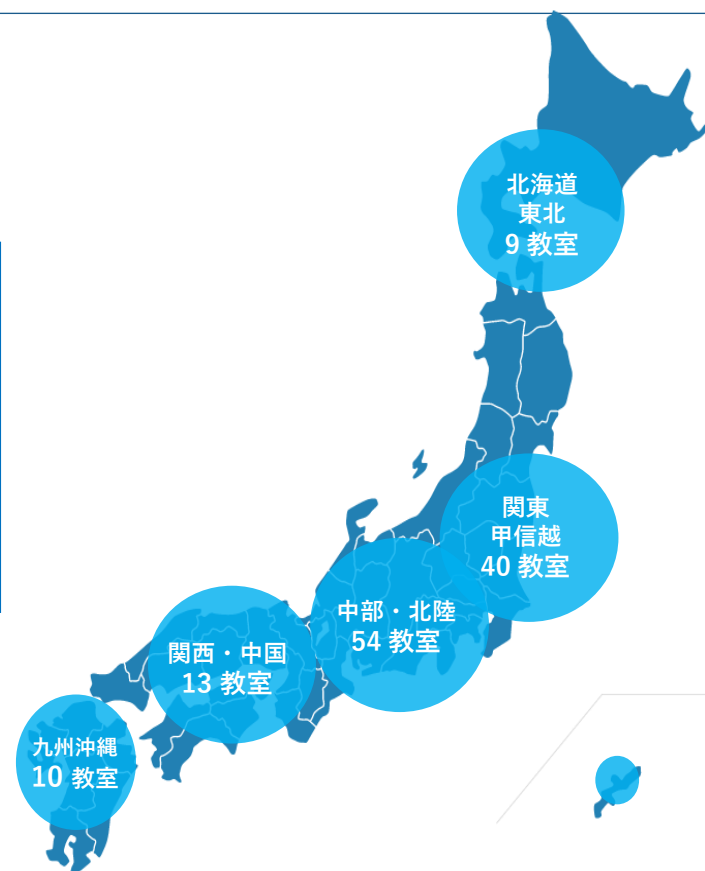 北海道
東北
9 教室
関東
甲信越
40 教室
中部・北陸
54 教室
関西・中国
13 教室
九州沖縄
10 教室